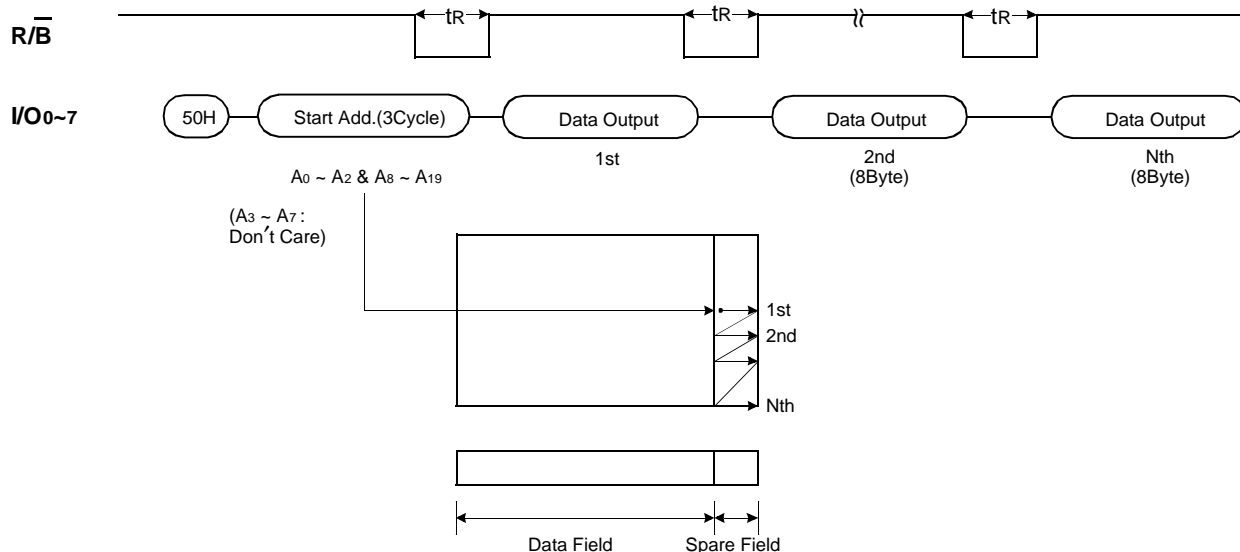 tR tR tR
R/B̅
I/O0~7 50H Start Add.(3Cycle) Data Output Data Output Data Output
1st 2nd Nth
(8Byte) (8Byte)
A0 ~ A2 & A8 ~ A19
(A3 ~ A7 :
Don′t Care)
1st
2nd
Nth
Data Field Spare Field